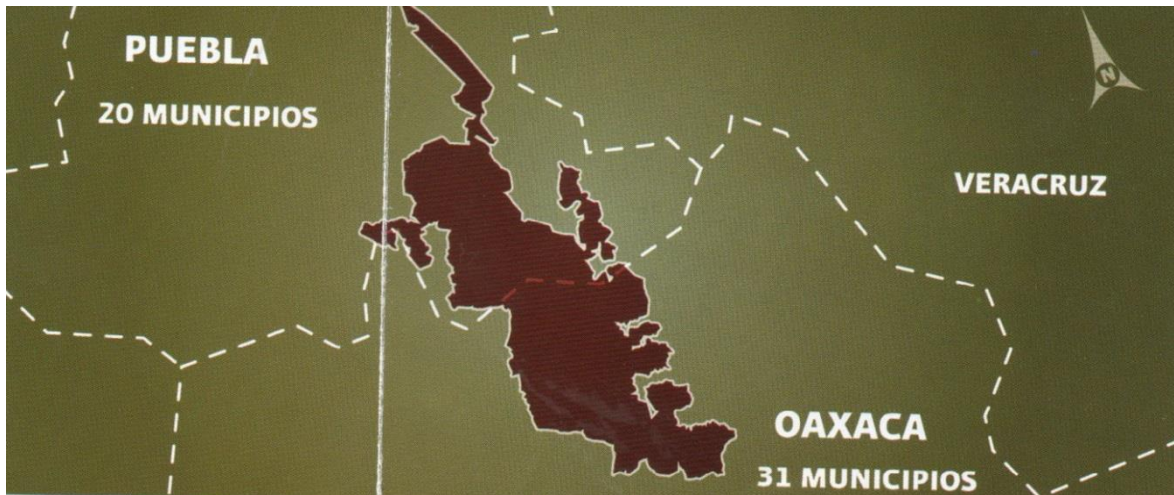 PUEBLA
20 MUNICIPIOS
N
VERACRUZ
OAXACA
31 MUNICIPIOS